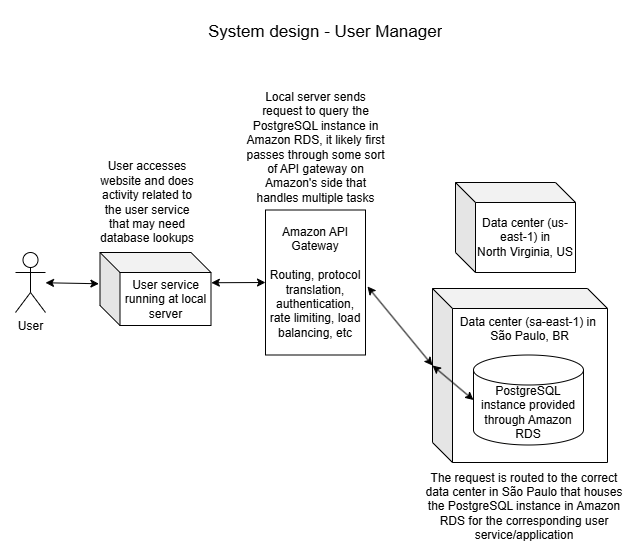 System design - User Manager
Local server sends
request to query the
PostgreSQL instance in
Amazon RDS, it likely first
passes through some sort
of API gateway on
Amazon's side that
handles multiple tasks
User accesses
website and does
activity related to
the user service
that may need
database lookups
User
User service
running at local
server
Amazon API
Gateway
Routing, protocol
translation,
authentication,
rate limiting, load
balancing, etc
Data center (us-
east-1) in
North Virginia, US
Data center (sa-east-1) in
São Paulo, BR
PostgreSQL
instance provided
through Amazon
RDS
The request is routed to the correct
data center in São Paulo that houses
the PostgreSQL instance in Amazon
RDS for the corresponding user
service/application